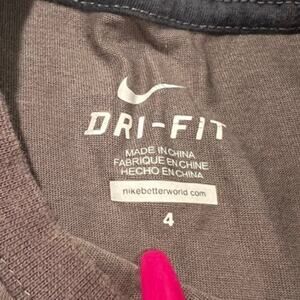 DRI-FIT
MADE IN CHINA
FABRIQUE EN CHINE
HECHO EN CHINA
nikebetterworld.com
4